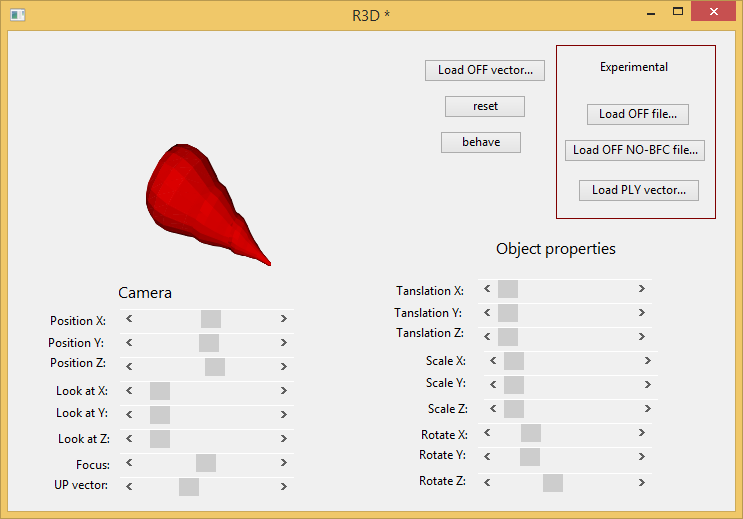 R3D *
Load OFF vector...
reset
behave
Experimental
Load OFF file...
Load OFF NO-BFC file...
Load PLY vector...
Camera
Position X:
Position Y:
Position Z:
Look at X:
Look at Y:
Look at Z:
Focus:
UP vector:
Object properties
Tanslation X:
Tanslation Y:
Tanslation Z:
Scale X:
Scale Y:
Scale Z:
Rotate X:
Rotate Y:
Rotate Z: